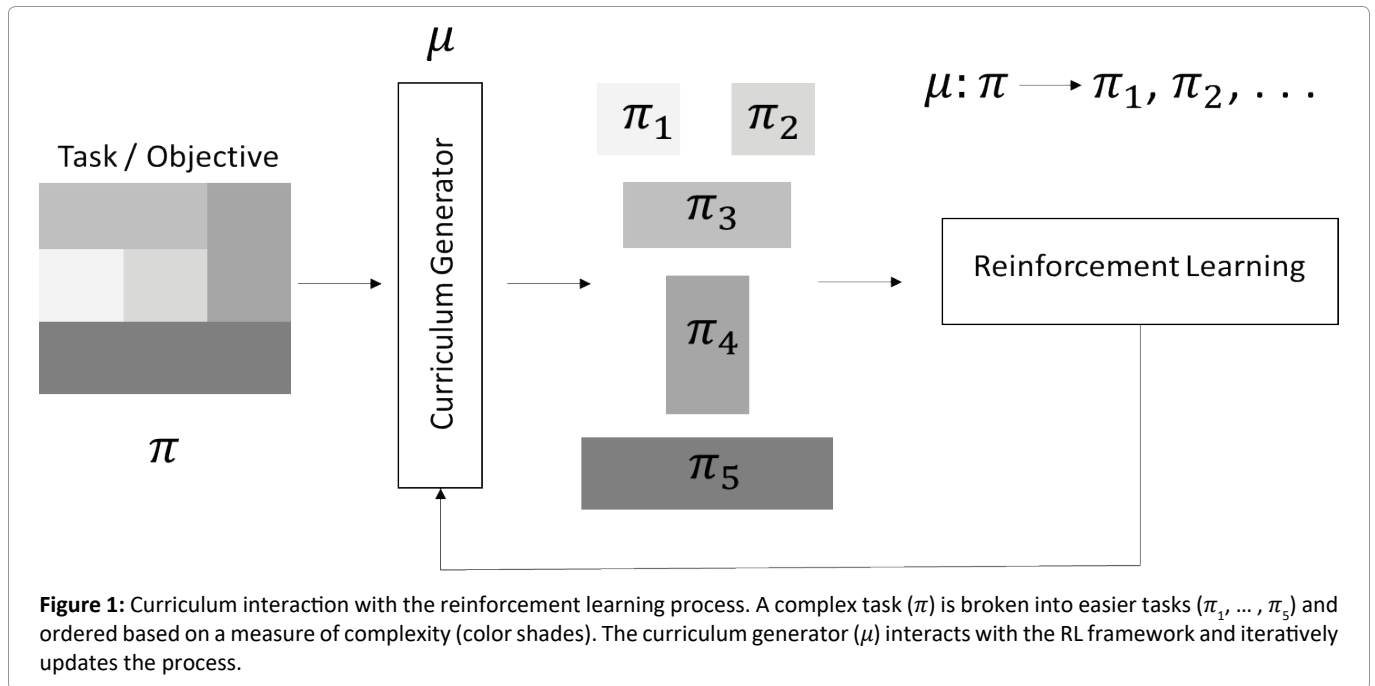 μ
μ: π ⟶ π₁, π₂, . . .
Task / Objective
Curriculum Generator
π₁
π₂
π₃
π₄
π₅
Reinforcement Learning
π
Figure 1: Curriculum interaction with the reinforcement learning process. A complex task (π) is broken into easier tasks (π₁, ... , π₅) and
ordered based on a measure of complexity (color shades). The curriculum generator (μ) interacts with the RL framework and iteratively
updates the process.